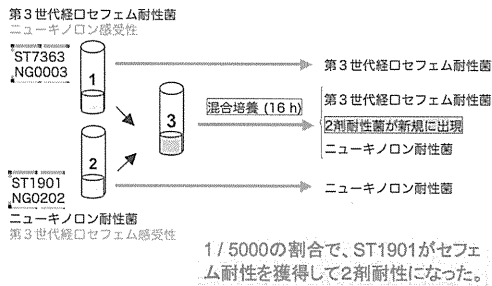 第3世代経口セフェム耐性菌
ニューキノロン感受性
ST7363
NG0003
1
第3世代経口セフェム耐性菌
3
混合培養 (16 h)
第3世代経口セフェム耐性菌
2剤耐性菌が新規に出現
ニューキノロン耐性菌
2
ST1901
NG0202
ニューキノロン耐性菌
ニューキノロン耐性菌
第3世代経口セフェム感受性
1 / 5000の割合で、ST1901がセフェ
ム耐性を獲得して2剤耐性になった。